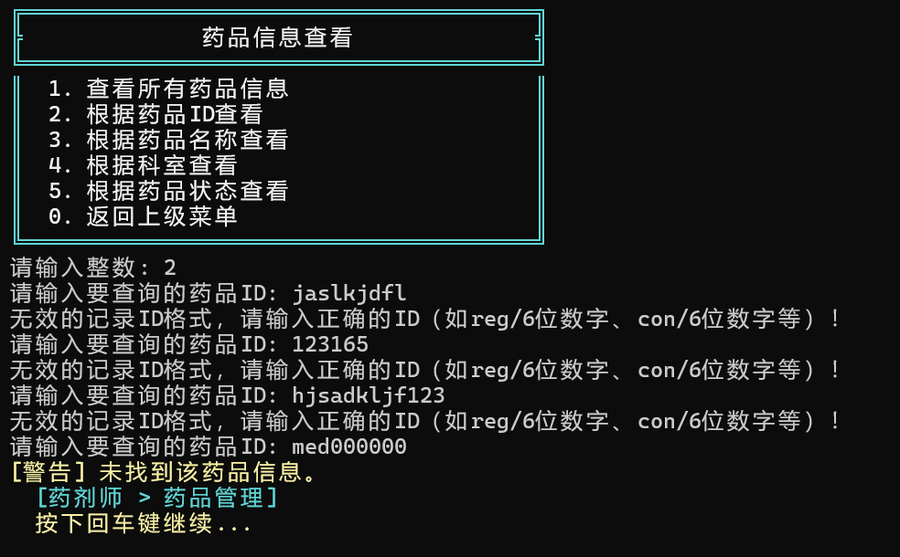 药品信息查看
1. 查看所有药品信息
2. 根据药品ID查看
3. 根据药品名称查看
4. 根据科室查看
5. 根据药品状态查看
0. 返回上级菜单
请输入整数: 2
请输入要查询的药品ID: jaslkjdfl
无效的记录ID格式，请输入正确的ID（如reg/6位数字、con/6位数字等）！
请输入要查询的药品ID: 123165
无效的记录ID格式，请输入正确的ID（如reg/6位数字、con/6位数字等）！
请输入要查询的药品ID: hjsadkljf123
无效的记录ID格式，请输入正确的ID（如reg/6位数字、con/6位数字等）！
请输入要查询的药品ID: med000000
[警告] 未找到该药品信息。
[药剂师 > 药品管理]
按下回车键继续...